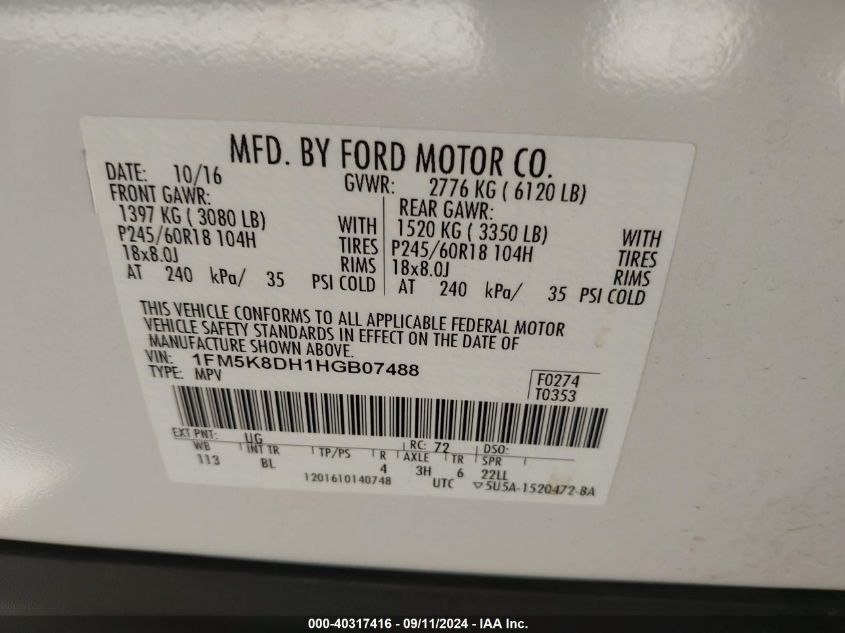 MFD. BY FORD MOTOR CO.
DATE: 10/16 GVWR: 2776 KG ( 6120 LB)
FRONT GAWR: REAR GAWR:
1397 KG ( 3080 LB) WITH 1520 KG ( 3350 LB) WITH
P245/60R18 104H TIRES P245/60R18 104H TIRES
18x8.0J RIMS 18x8.0J RIMS
AT 240 kPa/ 35 PSI COLD AT 240 kPa/ 35 PSI COLD
THIS VEHICLE CONFORMS TO ALL APPLICABLE FEDERAL MOTOR
VEHICLE SAFETY STANDARDS IN EFFECT ON THE DATE OF
MANUFACTURE SHOWN ABOVE.
VIN: 1FM5K8DH1HGB07488
TYPE: MPV F0274
T0353
EXT PNT: UG RC: 72 DSO:
WB INT TR TP/PS R AXLE TR SPR
113 BL 4 3H 6 22LL
1201610140748 UTC ▽5U5A-1520472-BA
000-40317416 - 09/11/2024 - IAA Inc.